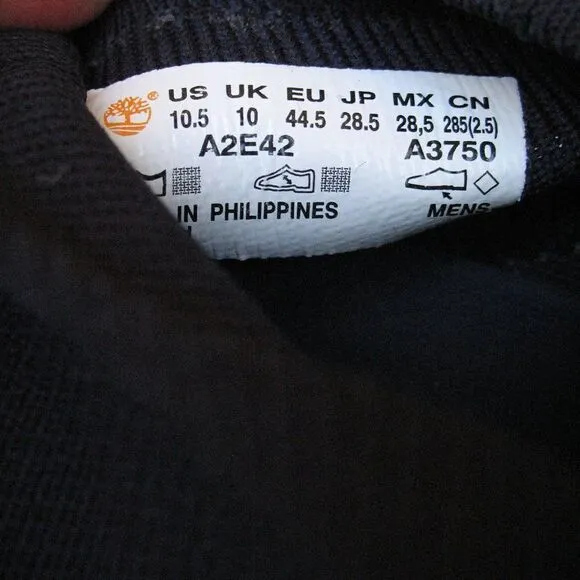 Timberland ®
US UK EU JP MX CN
10.5 10 44.5 28.5 28,5 285(2.5)
A2E42 A3750
IN PHILIPPINES
MENS